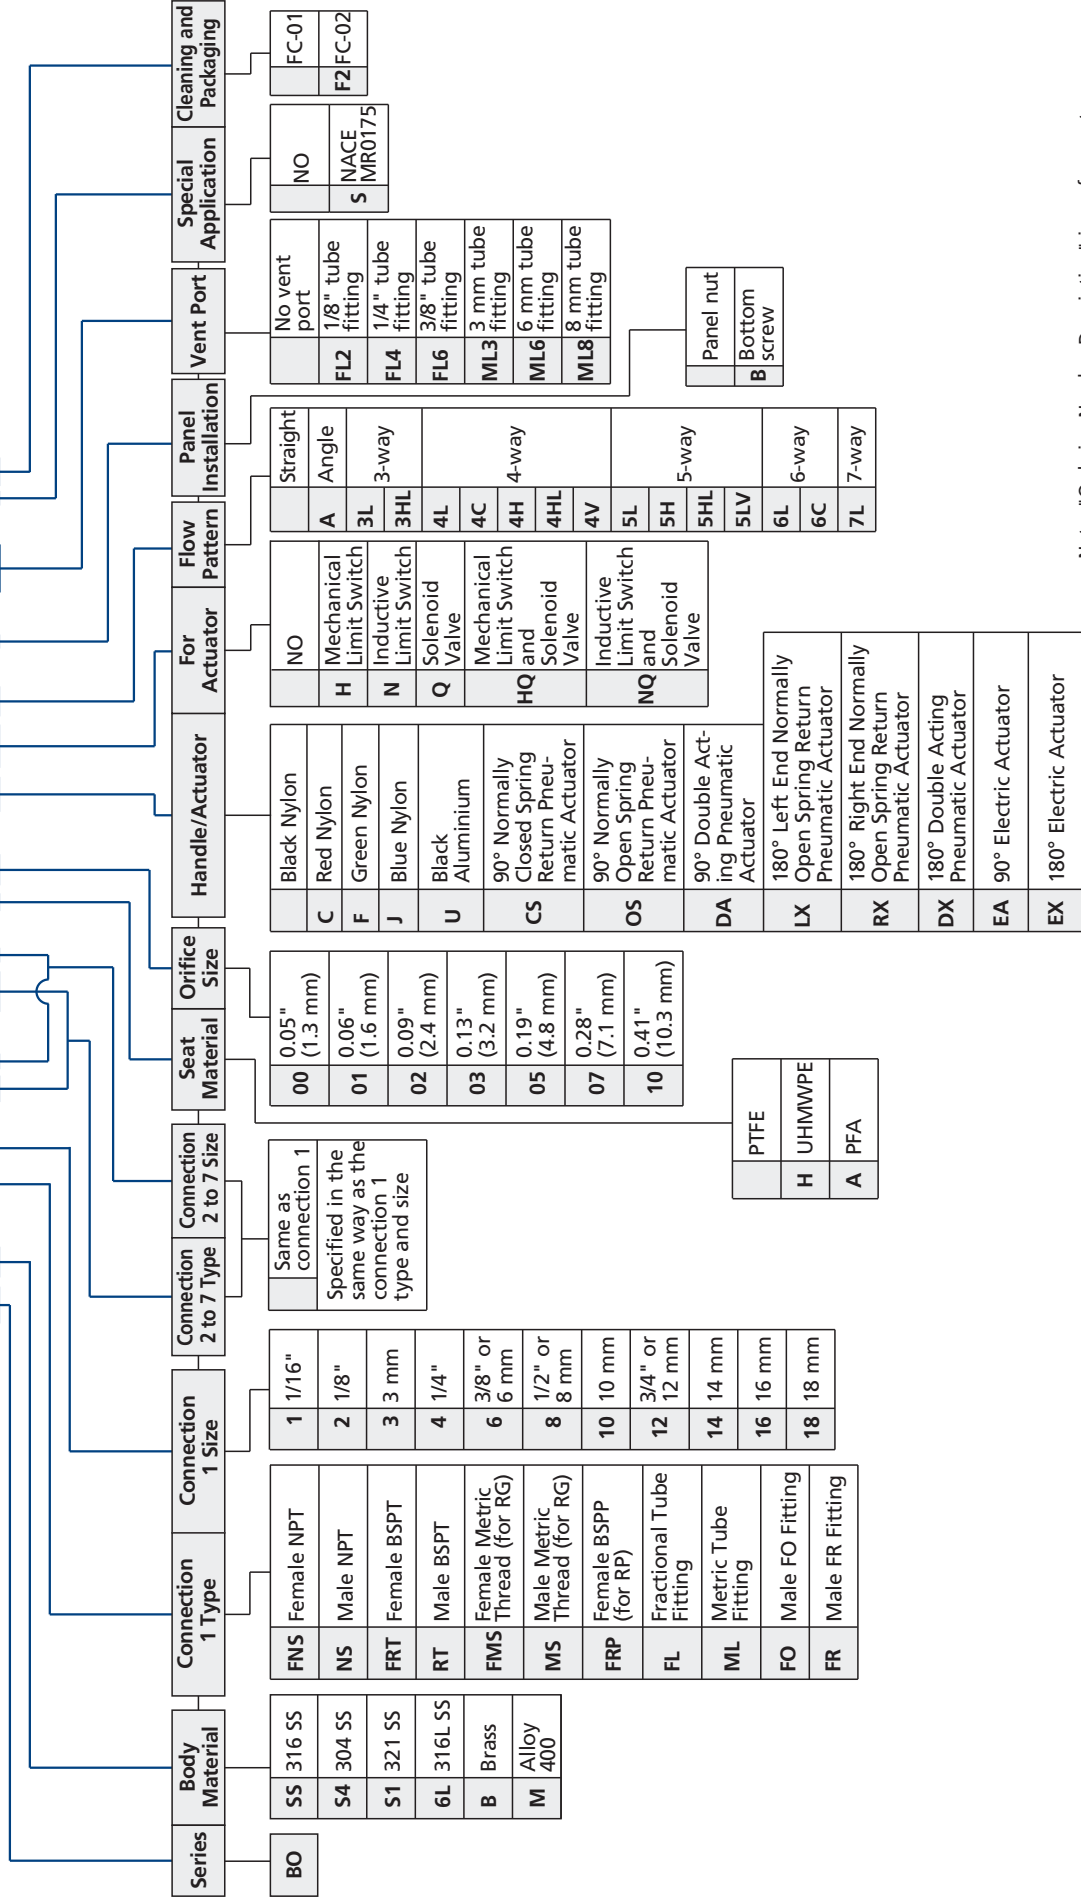 Series
BO
Body
Material
SS 316 SS
S4 304 SS
S1 321 SS
6L 316L SS
B Brass
M Alloy
400
Connection
1 Type
FNS Female NPT
NS Male NPT
FRT Female BSPT
RT Male BSPT
FMS Female Metric
Thread (for RG)
MS Male Metric
Thread (for RG)
FRP Female BSPP
(for RP)
FL Fractional Tube
Fitting
ML Metric Tube
Fitting
FO Male FO Fitting
FR Male FR Fitting
Connection
1 Size
1 1/16"
2 1/8"
3 3 mm
4 1/4"
6 3/8" or
6 mm
8 1/2" or
8 mm
10 10 mm
12 3/4" or
12 mm
14 14 mm
16 16 mm
18 18 mm
Connection
2 to 7 Type
Connection
2 to 7 Size
Same as
connection 1
Specified in the
same way as the
connection 1
type and size
Seat
Material
PTFE
H UHMWPE
A PFA
Orifice
Size
00 0.05"
(1.3 mm)
01 0.06"
(1.6 mm)
02 0.09"
(2.4 mm)
03 0.13"
(3.2 mm)
05 0.19"
(4.8 mm)
07 0.28"
(7.1 mm)
10 0.41"
(10.3 mm)
Handle/Actuator
Black Nylon
C Red Nylon
F Green Nylon
J Blue Nylon
U Black
Aluminium
CS 90° Normally
Closed Spring
Return Pneu-
matic Actuator
OS 90° Normally
Open Spring
Return Pneu-
matic Actuator
DA 90° Double Act-
ing Pneumatic
Actuator
LX 180° Left End Normally
Open Spring Return
Pneumatic Actuator
RX 180° Right End Normally
Open Spring Return
Pneumatic Actuator
DX 180° Double Acting
Pneumatic Actuator
EA 90° Electric Actuator
EX 180° Electric Actuator
For
Actuator
NO
H Mechanical
Limit Switch
N Inductive
Limit Switch
Q Solenoid
Valve
HQ Mechanical
Limit Switch
and
Solenoid
Valve
NQ Inductive
Limit Switch
and
Solenoid
Valve
Flow
Pattern
Straight
A Angle
3L
3HL
3-way
4L
4C
4H
4HL
4V
4-way
5L
5H
5HL
5LV
5-way
6L
6C
6-way
7L 7-way
Panel
Installation
Panel nut
B Bottom
screw
Vent Port
No vent
port
FL2 1/8" tube
fitting
FL4 1/4" tube
fitting
FL6 3/8" tube
fitting
ML3 3 mm tube
fitting
ML6 6 mm tube
fitting
ML8 8 mm tube
fitting
Special
Application
NO
S NACE
MR0175
Cleaning and
Packaging
FC-01
F2 FC-02